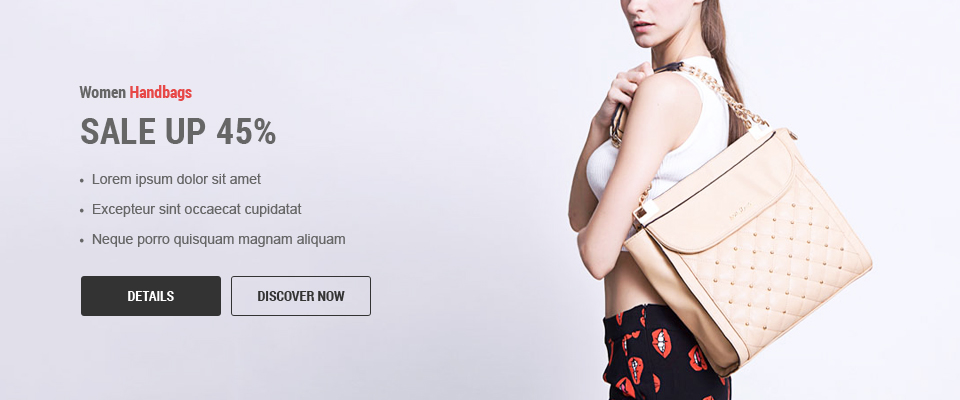 Women Handbags
SALE UP 45%
Lorem ipsum dolor sit amet
Excepteur sint occaecat cupidatat
Neque porro quisquam magnam aliquam
DETAILS
DISCOVER NOW